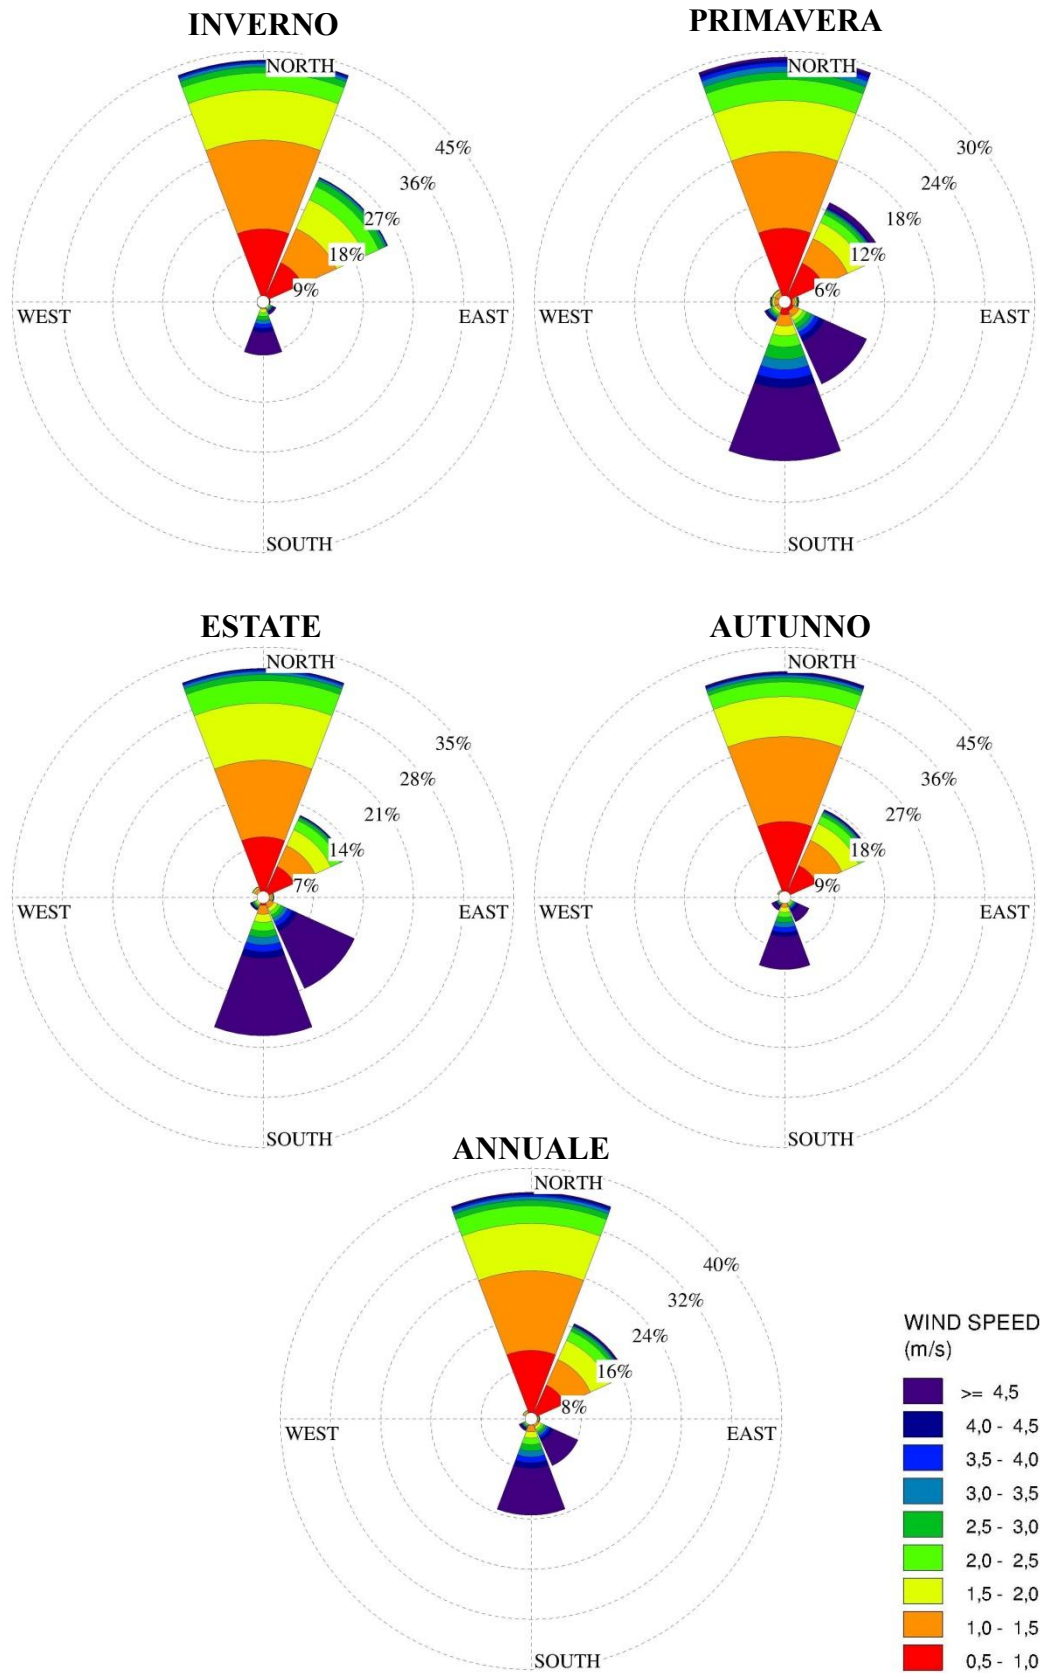 INVERNO
NORTH
45%
36%
27%
18%
9%
WEST
EAST
SOUTH
PRIMAVERA
NORTH
30%
24%
18%
12%
6%
WEST
EAST
SOUTH
ESTATE
NORTH
35%
28%
21%
14%
7%
WEST
EAST
SOUTH
AUTUNNO
NORTH
45%
36%
27%
18%
9%
WEST
EAST
SOUTH
ANNUALE
NORTH
40%
32%
24%
16%
8%
WEST
EAST
SOUTH
WIND SPEED
(m/s)
>= 4,5
4,0 - 4,5
3,5 - 4,0
3,0 - 3,5
2,5 - 3,0
2,0 - 2,5
1,5 - 2,0
1,0 - 1,5
0,5 - 1,0